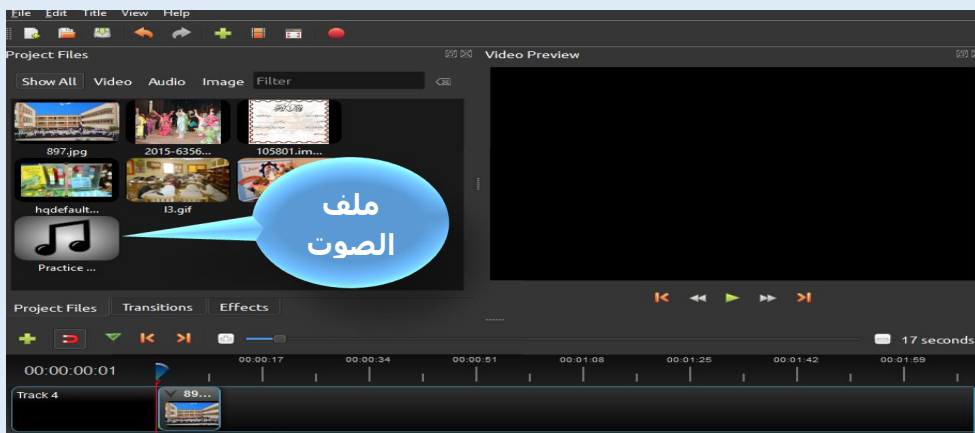 File Edit Title View Help
Project Files
Video Preview
Show All Video Audio Image Filter
897.jpg 2015-6356... 105801.im...
hqdefault... I3.gif
ملف
الصوت
Practice ...
Project Files Transitions Effects
17 seconds
00:00:00:01
00:00:17 00:00:34 00:00:51 00:01:08 00:01:25 00:01:42 00:01:59
Track 4
89...